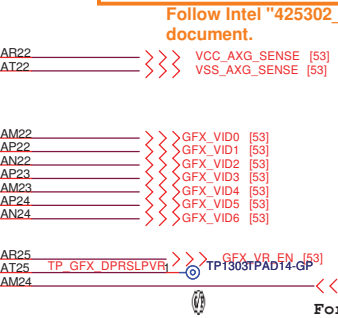 Follow Intel "425302_
document.
AR22 VCC_AXG_SENSE [53]
AT22 VSS_AXG_SENSE [53]
AM22 GFX_VID0 [53]
AP22 GFX_VID1 [53]
AN22 GFX_VID2 [53]
AP23 GFX_VID3 [53]
AM23 GFX_VID4 [53]
AP24 GFX_VID5 [53]
AN24 GFX_VID6 [53]
AR25 GFX_VR_EN [53]
AT25 TP_GFX_DPRSLPVR 1 TP1303TPAD14-GP
AM24
For